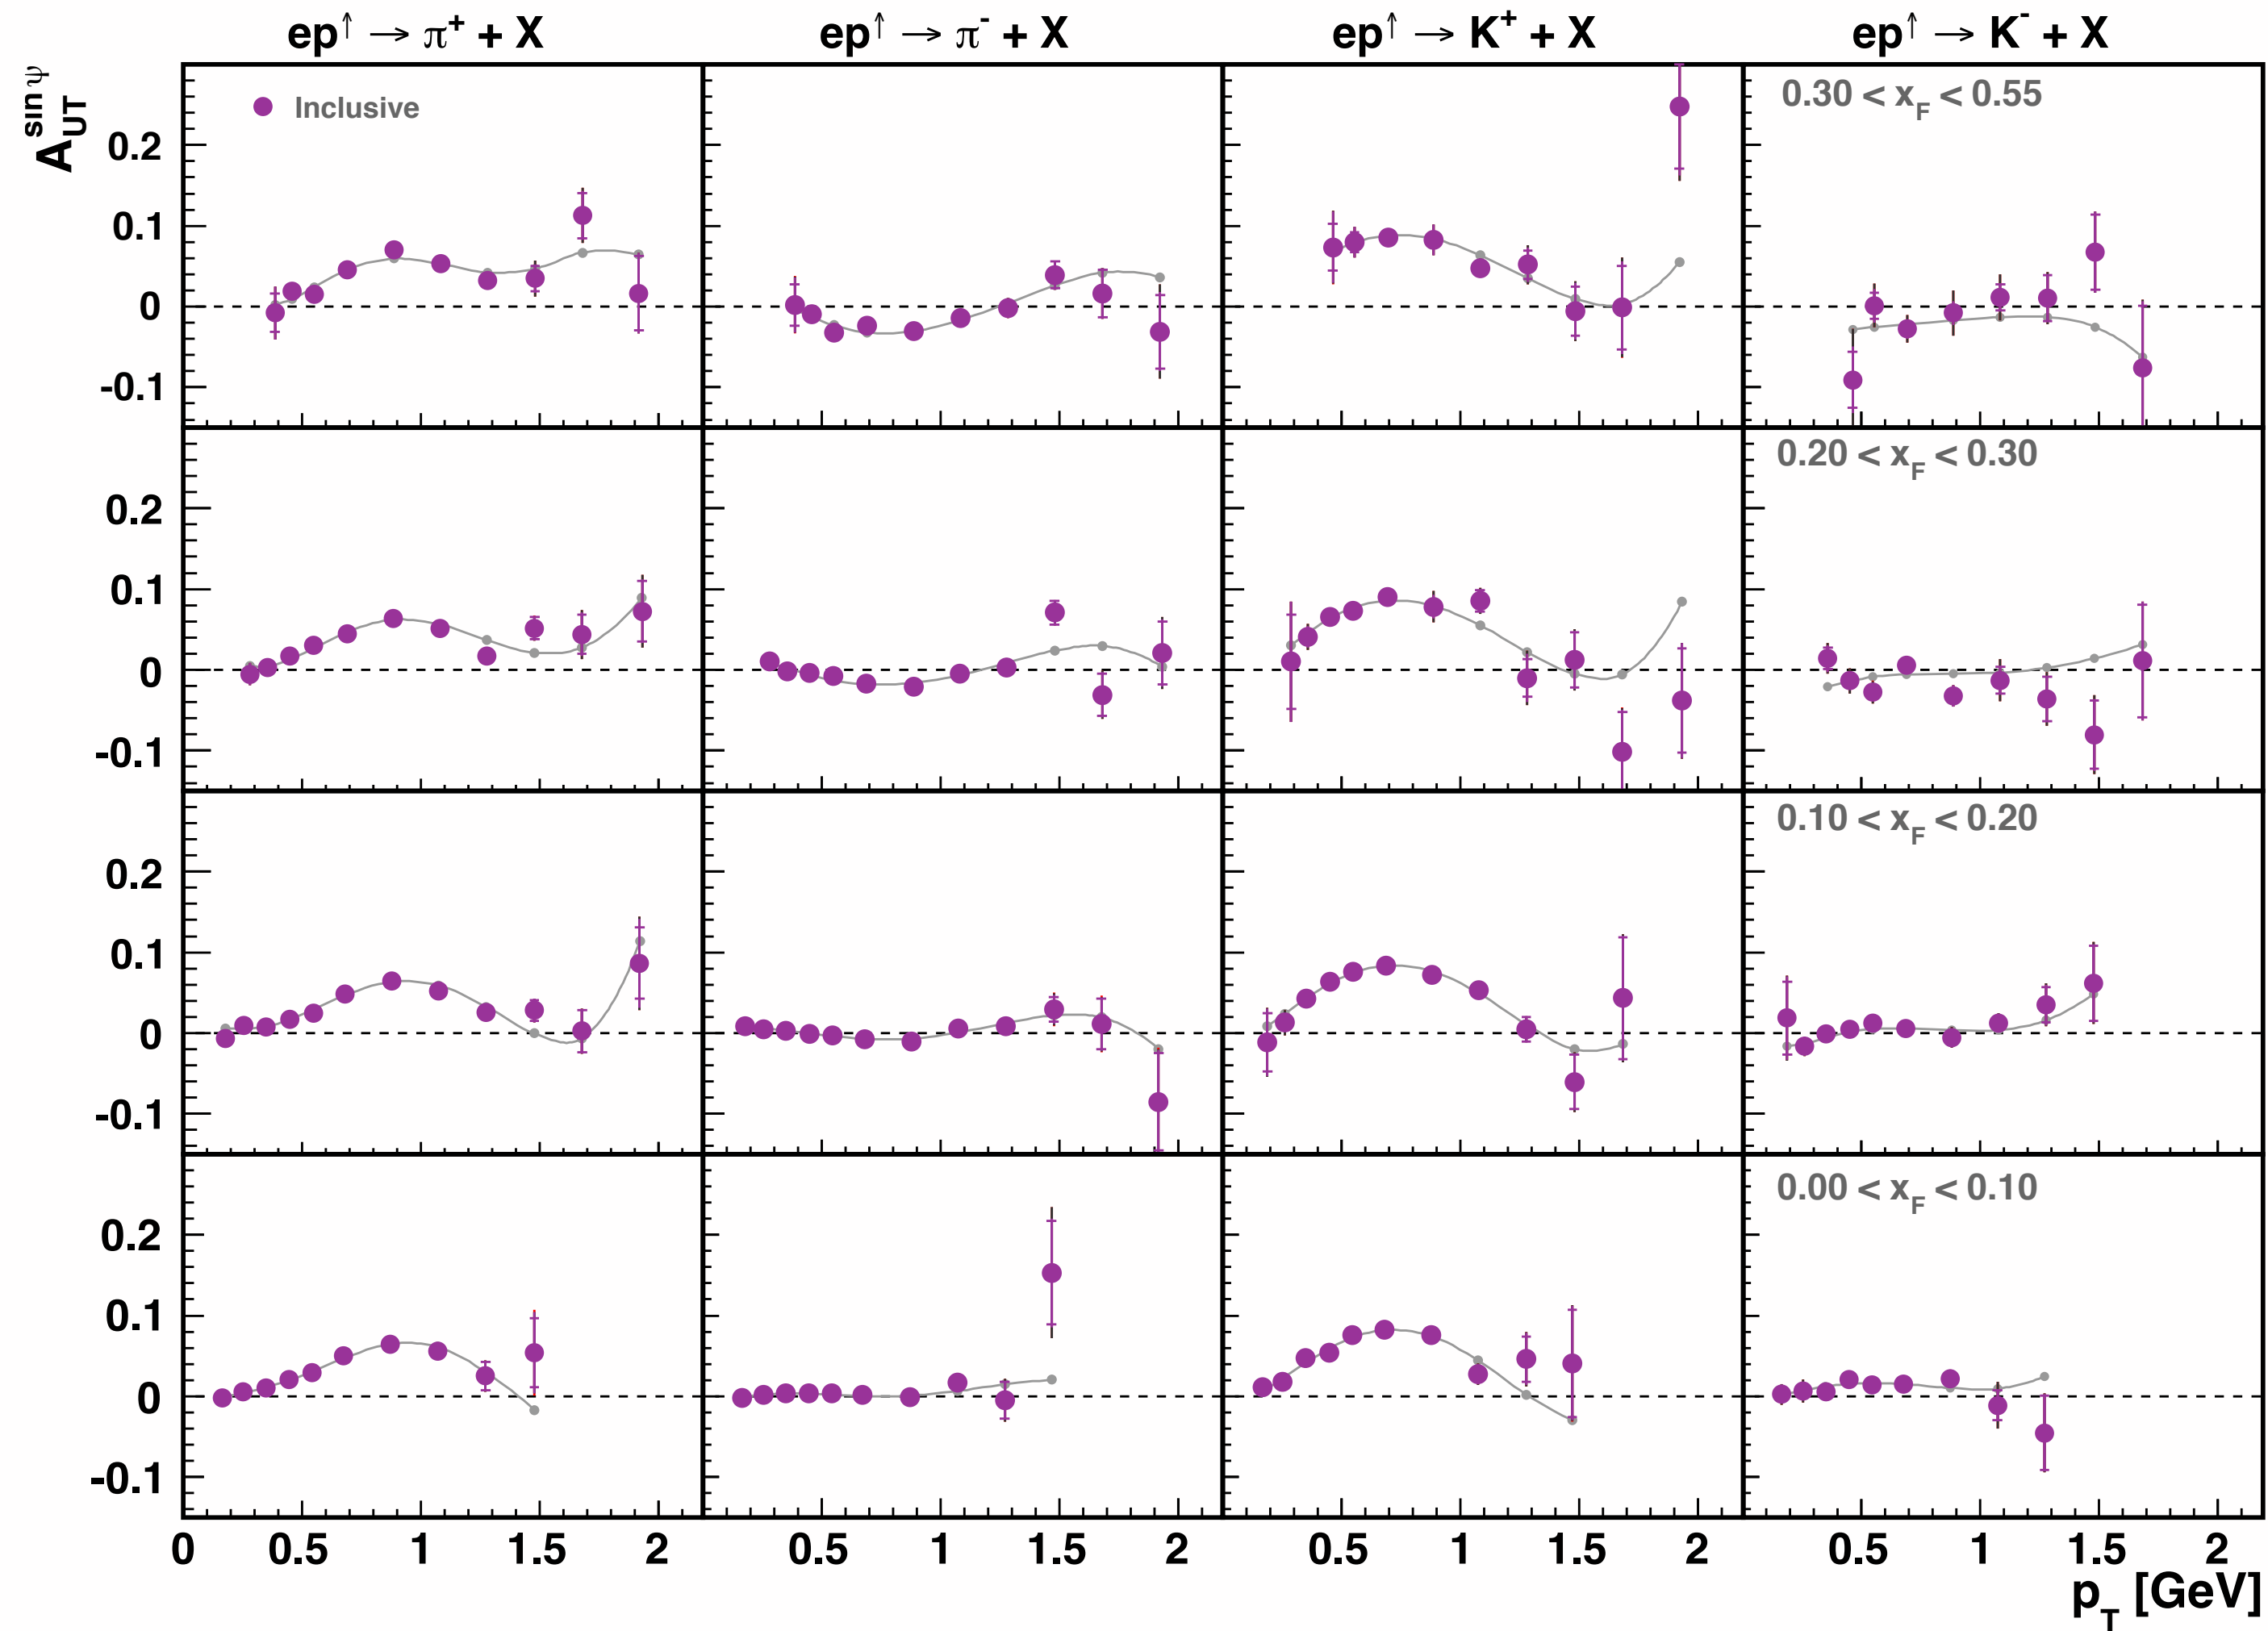 ep↑ → π+ + X ep↑ → π- + X ep↑ → K+ + X ep↑ → K- + X
A_UT^sin ψ
Inclusive
0.30 < x_F < 0.55
0.2
0.1
0
-0.1
0.20 < x_F < 0.30
0.2
0.1
0
-0.1
0.10 < x_F < 0.20
0.2
0.1
0
-0.1
0.00 < x_F < 0.10
0.2
0.1
0
-0.1
0 0.5 1 1.5 2 0.5 1 1.5 2 0.5 1 1.5 2 0.5 1 1.5 2
p_T [GeV]